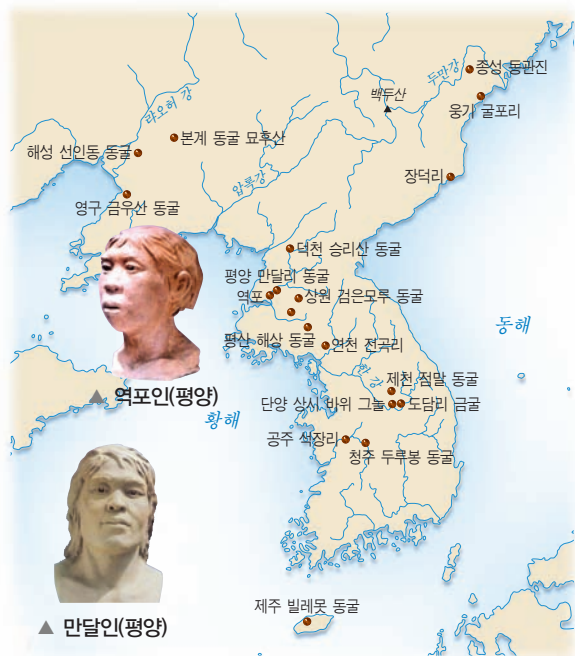 종성 동관진
두만강
백두산
웅기 굴포리
랴오허 강
본계 동굴 묘후산
해성 선인동 동굴
장덕리
압록강
영구 금우산 동굴
덕천 승리산 동굴
평양 만달리 동굴
역포
상원 검은모루 동굴
동해
평산 해상 동굴
연천 전곡리
한강
제천 점말 동굴
▲ 역포인(평양)
단양 상시 바위 그늘
도담리 금굴
황해
공주 석장리
청주 두루봉 동굴
제주 빌레못 동굴
▲ 만달인(평양)